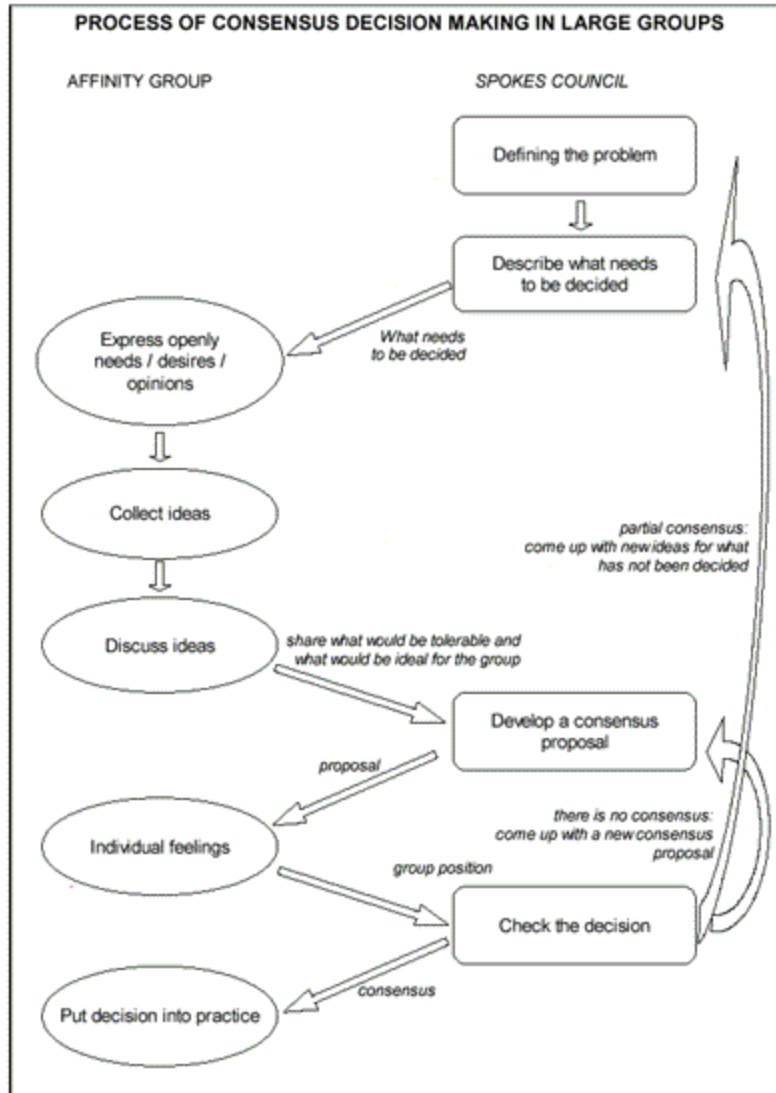 PROCESS OF CONSENSUS DECISION MAKING IN LARGE GROUPS
AFFINITY GROUP
SPOKES COUNCIL
Defining the problem
Describe what needs
to be decided
What needs
to be decided
Express openly
needs / desires /
opinions
Collect ideas
partial consensus:
come up with new ideas for what
has not been decided
Discuss ideas
share what would be tolerable and
what would be ideal for the group
Develop a consensus
proposal
proposal
there is no consensus:
come up with a new consensus
proposal
Individual feelings
group position
Check the decision
consensus
Put decision into practice